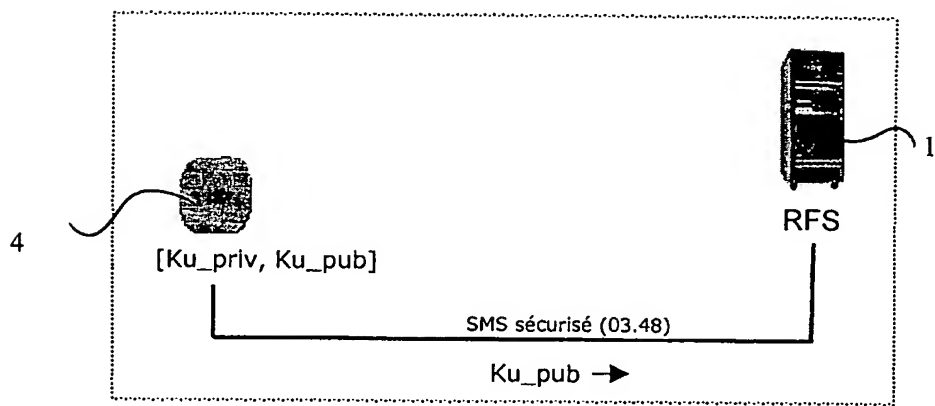 1
RFS
4
[Ku_priv, Ku_pub]
SMS sécurisé (03.48)
Ku_pub →